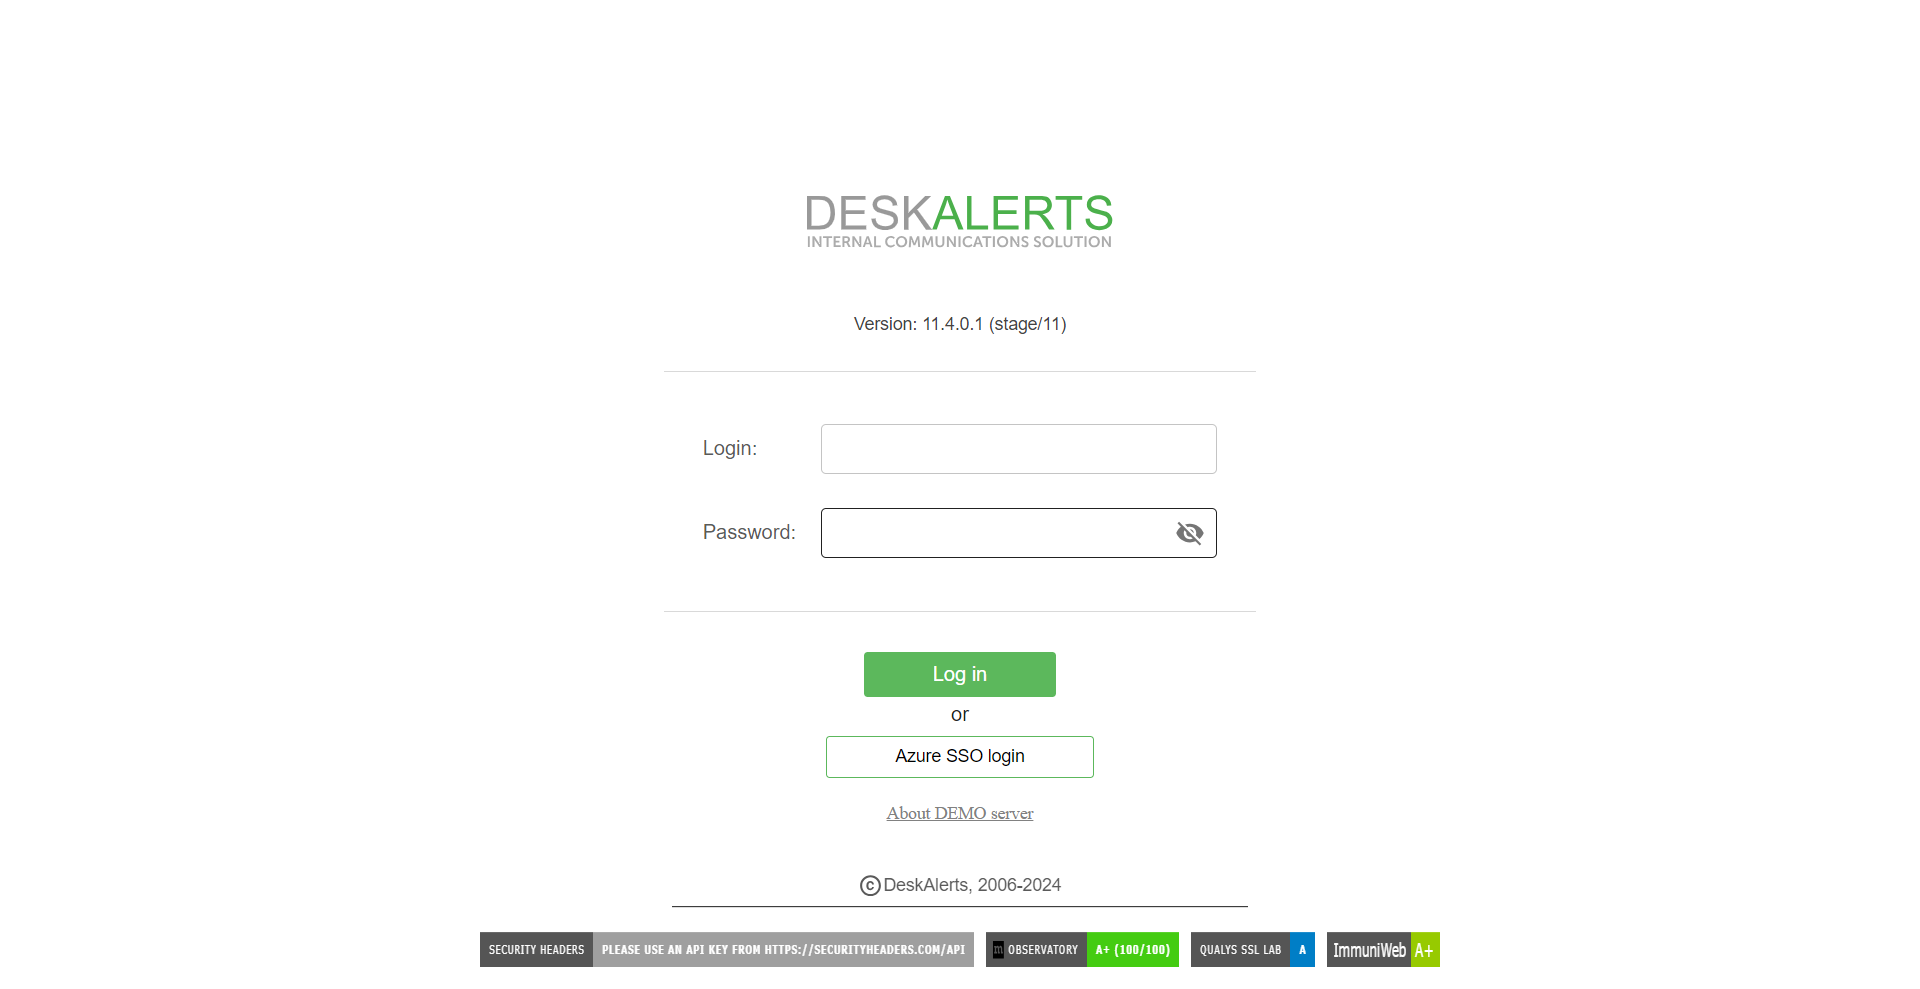 DESKALERTS
INTERNAL COMMUNICATIONS SOLUTION
Version: 11.4.0.1 (stage/11)
Login:
Password:
Log in
or
Azure SSO login
About DEMO server
© DeskAlerts, 2006-2024
SECURITY HEADERS PLEASE USE AN API KEY FROM HTTPS://SECURITYHEADERS.COM/API m OBSERVATORY A+ (100/100) QUALYS SSL LAB A ImmuniWeb A+